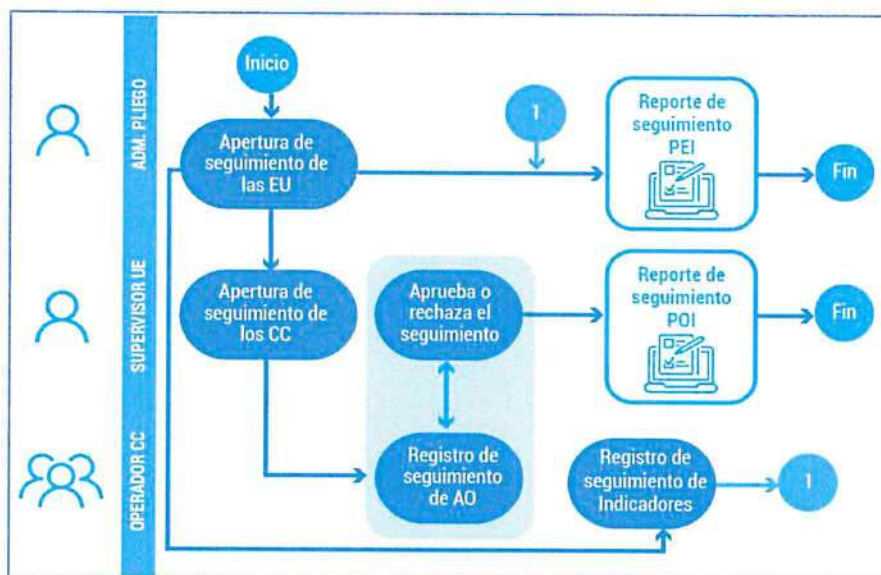 ADM. PLIEGO
Inicio
Apertura de
seguimiento de
las EU
1
Reporte de
seguimiento
PEI
Fin
SUPERVISOR UE
Apertura de
seguimiento de
los CC
Aprueba o
rechaza el
seguimiento
Reporte de
seguimiento
POI
Fin
OPERADOR CC
Registro de
seguimiento
de AO
Registro de
seguimiento de
Indicadores
1